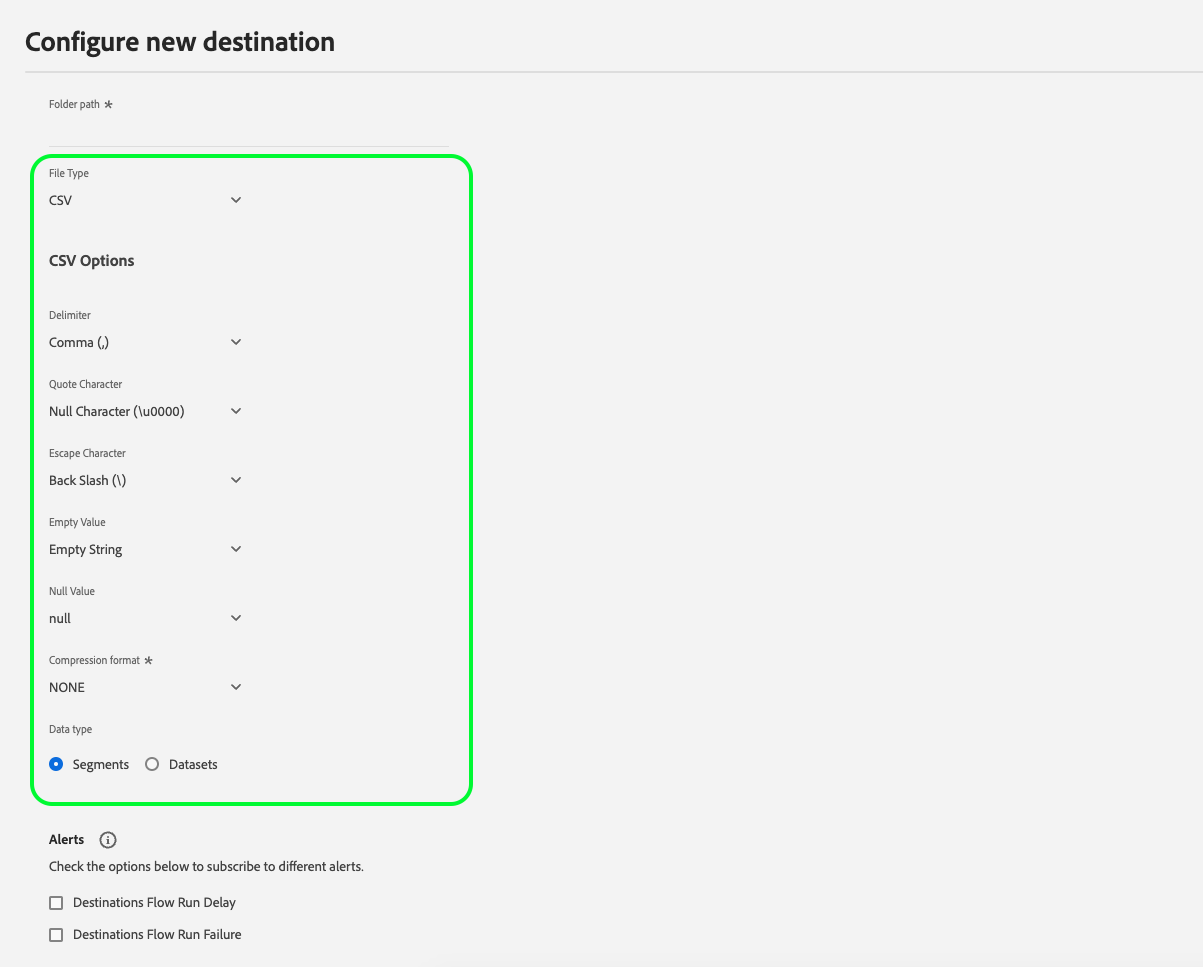 Configure new destination
Folder path *
File Type
CSV
CSV Options
Delimiter
Comma (,)
Quote Character
Null Character (\u0000)
Escape Character
Back Slash (\)
Empty Value
Empty String
Null Value
null
Compression format *
NONE
Data type
Segments Datasets
Alerts
Check the options below to subscribe to different alerts.
Destinations Flow Run Delay
Destinations Flow Run Failure